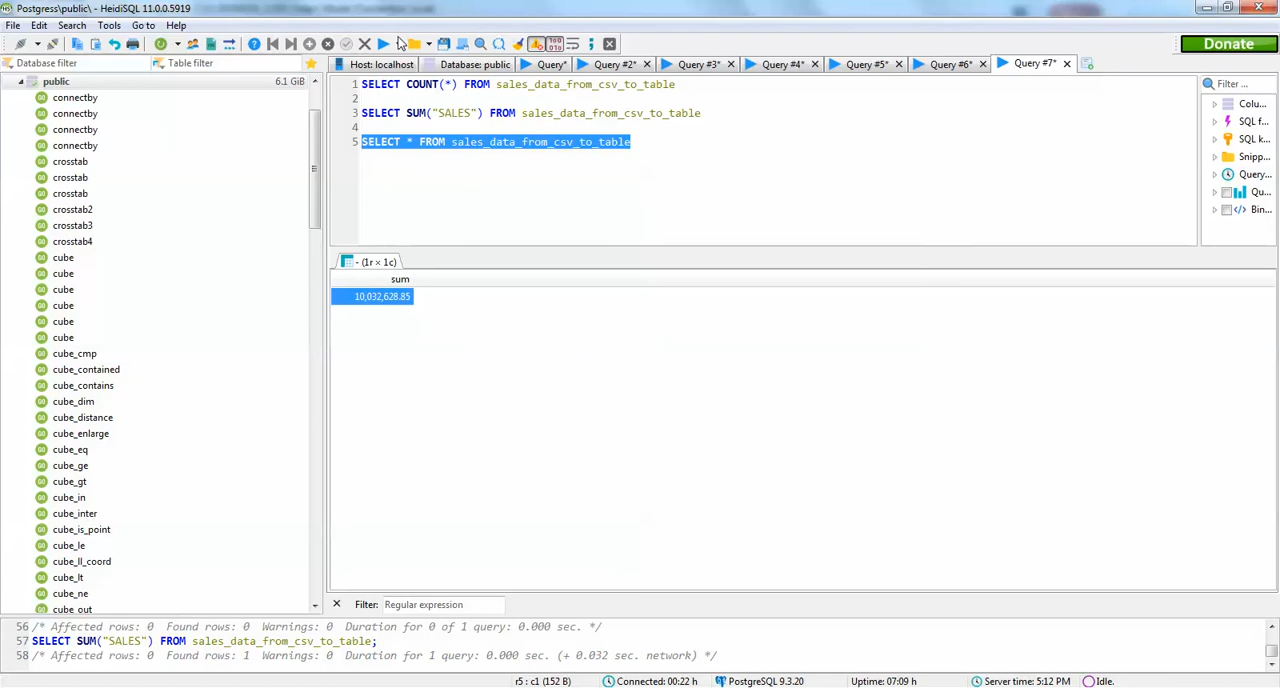 Postgress\public\ - HeidiSQL 11.0.0.5919
File Edit Search Tools Go to Help
Donate
Database filter Table filter Host: localhost Database: public Query* Query #2* Query #3* Query #4* Query #5* Query #6* Query #7*
public 6.1 GiB
connectby
connectby
connectby
connectby
crosstab
crosstab
crosstab
crosstab2
crosstab3
crosstab4
cube
cube
cube
cube
cube
cube
cube_cmp
cube_contained
cube_contains
cube_dim
cube_distance
cube_enlarge
cube_eq
cube_ge
cube_gt
cube_in
cube_inter
cube_is_point
cube_le
cube_ll_coord
cube_lt
cube_ne
cube_out
1 SELECT COUNT(*) FROM sales_data_from_csv_to_table
2
3 SELECT SUM("SALES") FROM sales_data_from_csv_to_table
4
5 SELECT * FROM sales_data_from_csv_to_table
Filter ...
Colu...
SQL f...
SQL k...
Snipp...
Query...
Qu...
Bin...
- (1r × 1c)
sum
10,032,628.85
Filter: Regular expression
56 /* Affected rows: 0 Found rows: 0 Warnings: 0 Duration for 0 of 1 query: 0.000 sec. */
57 SELECT SUM("SALES") FROM sales_data_from_csv_to_table;
58 /* Affected rows: 0 Found rows: 1 Warnings: 0 Duration for 1 query: 0.000 sec. (+ 0.032 sec. network) */
r5 : c1 (152 B) Connected: 00:22 h PostgreSQL 9.3.20 Uptime: 07:09 h Server time: 5:12 PM Idle.